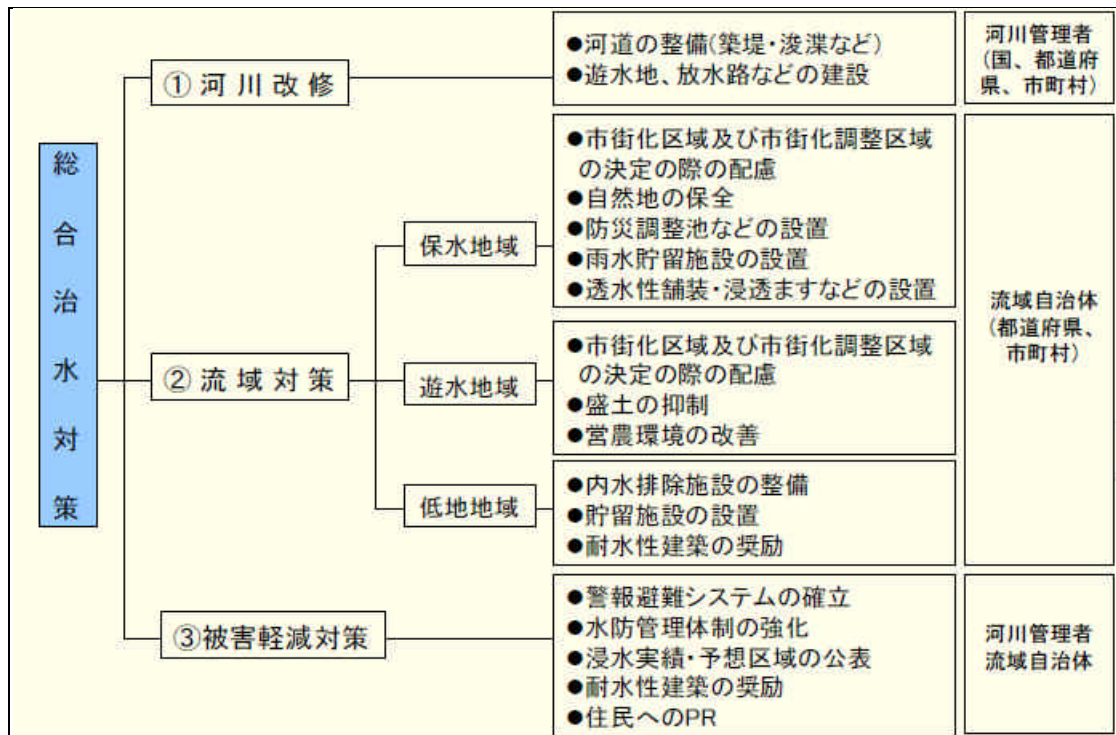 総合治水対策
①河川改修
●河道の整備(築堤・浚渫など)
●遊水地、放水路などの建設
河川管理者
(国、都道府
県、市町村)
②流域対策
保水地域
●市街化区域及び市街化調整区域
の決定の際の配慮
●自然地の保全
●防災調整池などの設置
●雨水貯留施設の設置
●透水性舗装・浸透ますなどの設置
遊水地域
●市街化区域及び市街化調整区域
の決定の際の配慮
●盛土の抑制
●営農環境の改善
低地地域
●内水排除施設の整備
●貯留施設の設置
●耐水性建築の奨励
流域自治体
(都道府県、
市町村)
③被害軽減対策
●警報避難システムの確立
●水防管理体制の強化
●浸水実績・予想区域の公表
●耐水性建築の奨励
●住民へのPR
河川管理者
流域自治体